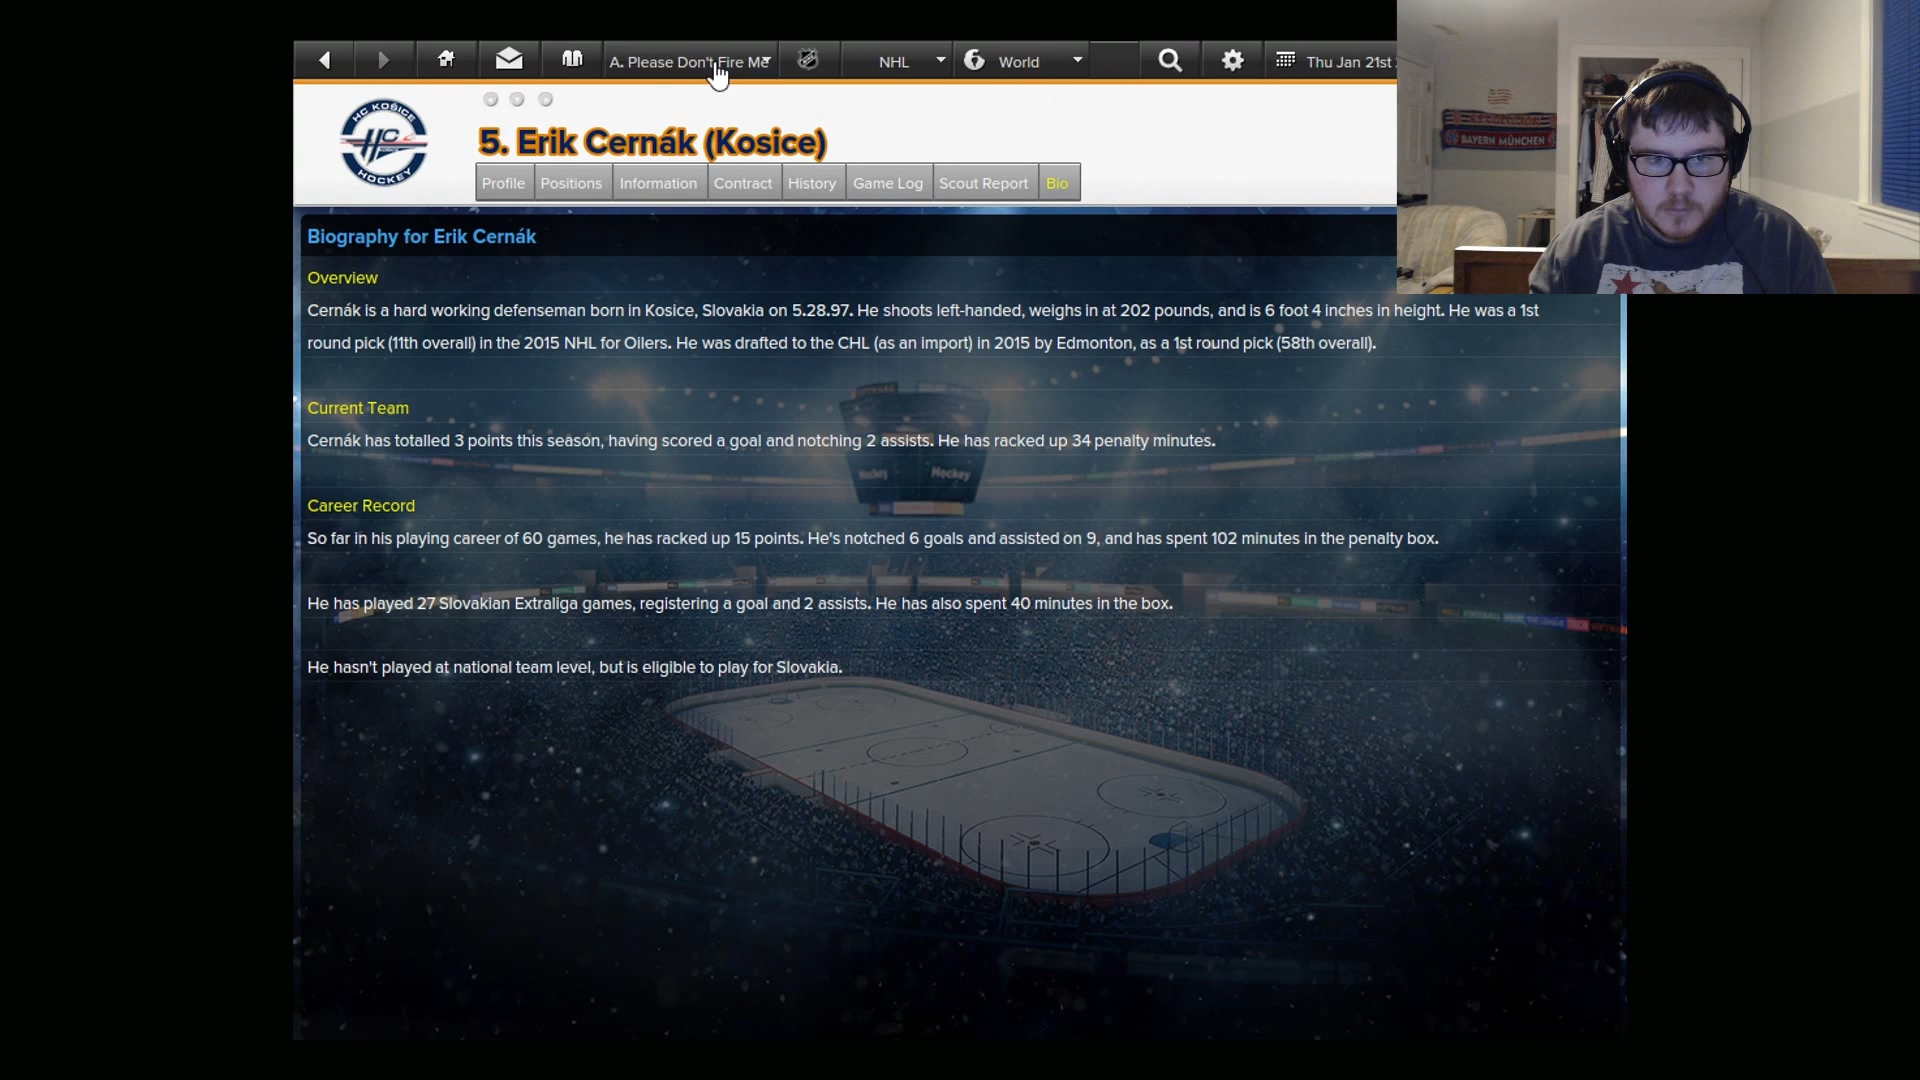 A. Please Don't Fire Me
NHL
World
Thu Jan 21st
HC KOŠICE
HC
HOCKEY
5. Erik Cernák (Kosice)
Profile
Positions
Information
Contract
History
Game Log
Scout Report
Bio
BAYERN MÜNCHEN
Biography for Erik Cernák
Overview
Cernák is a hard working defenseman born in Kosice, Slovakia on 5.28.97. He shoots left-handed, weighs in at 202 pounds, and is 6 foot 4 inches in height. He was a 1st
round pick (11th overall) in the 2015 NHL for Oilers. He was drafted to the CHL (as an import) in 2015 by Edmonton, as a 1st round pick (58th overall).
Current Team
Cernák has totalled 3 points this season, having scored a goal and notching 2 assists. He has racked up 34 penalty minutes.
Hockey
Hockey
Career Record
So far in his playing career of 60 games, he has racked up 15 points. He's notched 6 goals and assisted on 9, and has spent 102 minutes in the penalty box.
He has played 27 Slovakian Extraliga games, registering a goal and 2 assists. He has also spent 40 minutes in the box.
He hasn't played at national team level, but is eligible to play for Slovakia.